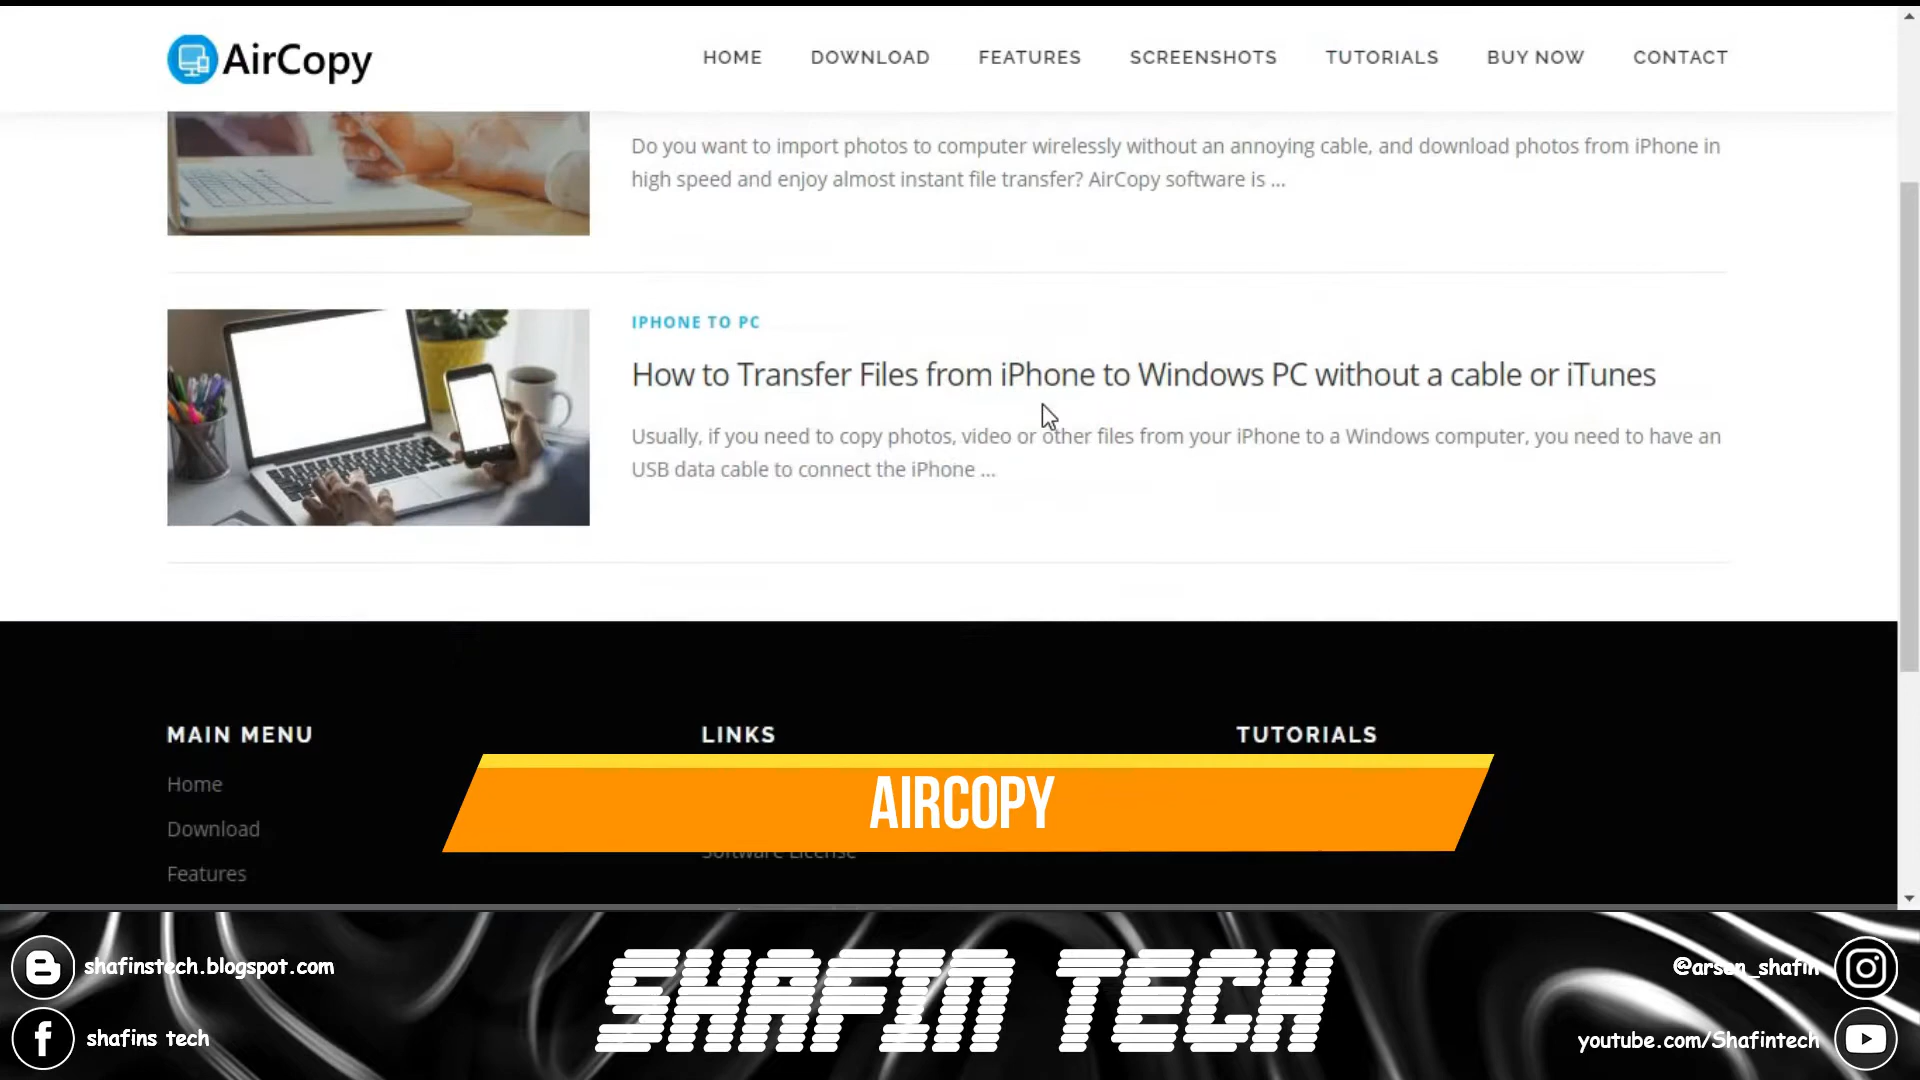 AirCopy
HOME DOWNLOAD FEATURES SCREENSHOTS TUTORIALS BUY NOW CONTACT
Do you want to import photos to computer wirelessly without an annoying cable, and download photos from iPhone in
high speed and enjoy almost instant file transfer? AirCopy software is ...
IPHONE TO PC
How to Transfer Files from iPhone to Windows PC without a cable or iTunes
Usually, if you need to copy photos, video or other files from your iPhone to a Windows computer, you need to have an
USB data cable to connect the iPhone ...
MAIN MENU
Home
Download
Features
LINKS
Software License
TUTORIALS
AIRCOPY
shafinstech.blogspot.com
shafins tech
SHAFIN TECH
@arsen_shafin
youtube.com/Shafintech